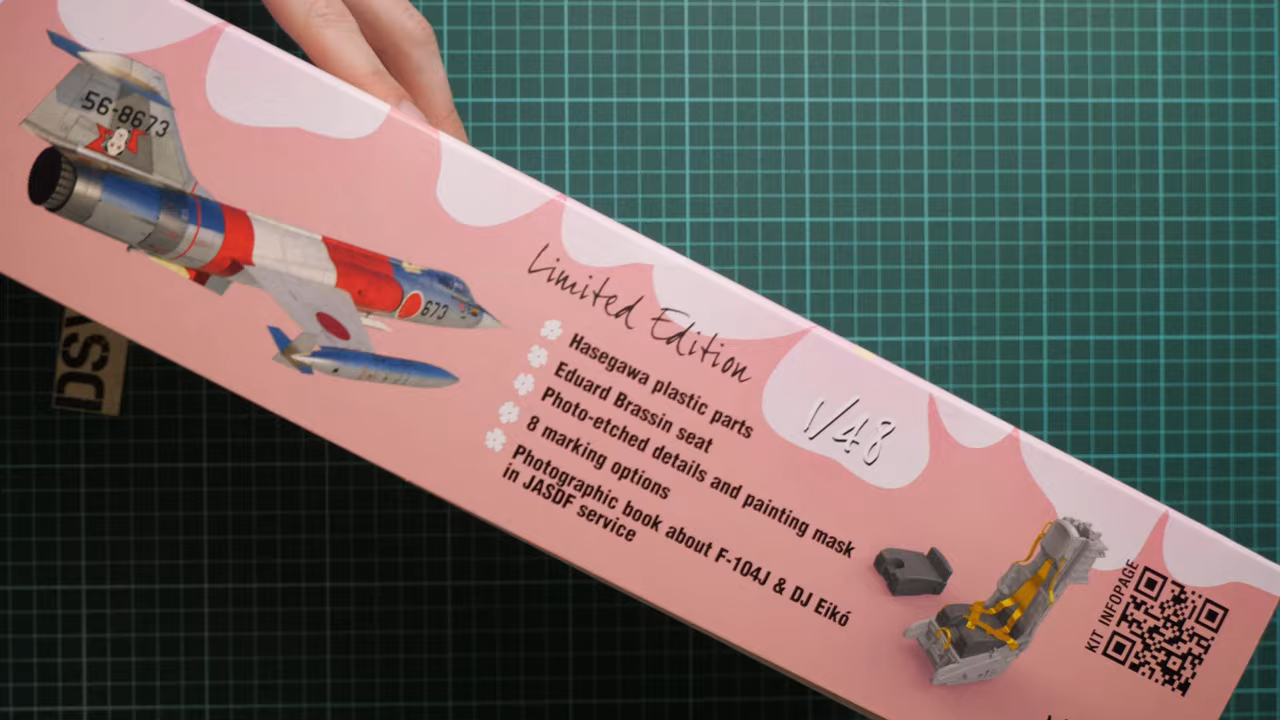 56-8673
673
Limited Edition
Hasegawa plastic parts
Eduard Brassin seat
Photo-etched details and painting mask
8 marking options
Photographic book about F-104J & DJ Eikó
in JASDF service
1/48
KIT INFOPAGE
DSV